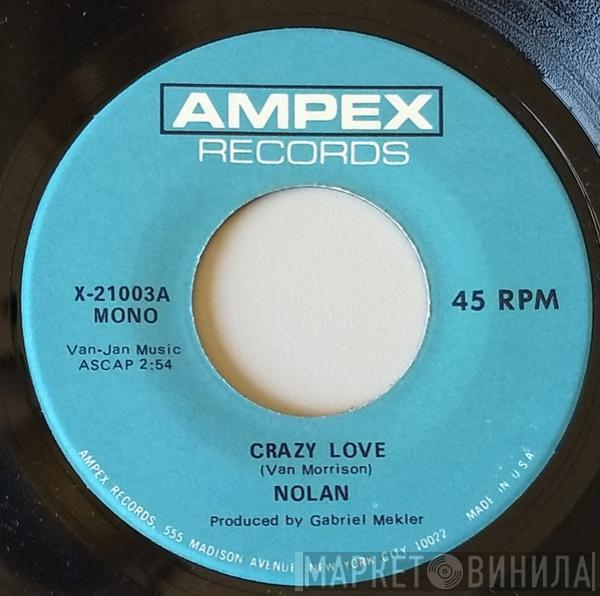 AMPEX
RECORDS
X-21003A
MONO
45 RPM
Van-Jan Music
ASCAP 2:54
CRAZY LOVE
(Van Morrison)
NOLAN
Produced by Gabriel Mekler
AMPEX RECORDS, 555 MADISON AVENUE, NEW YORK CITY 10022
MADE IN U.S.A.
МАРКЕТ ВИНИЛА